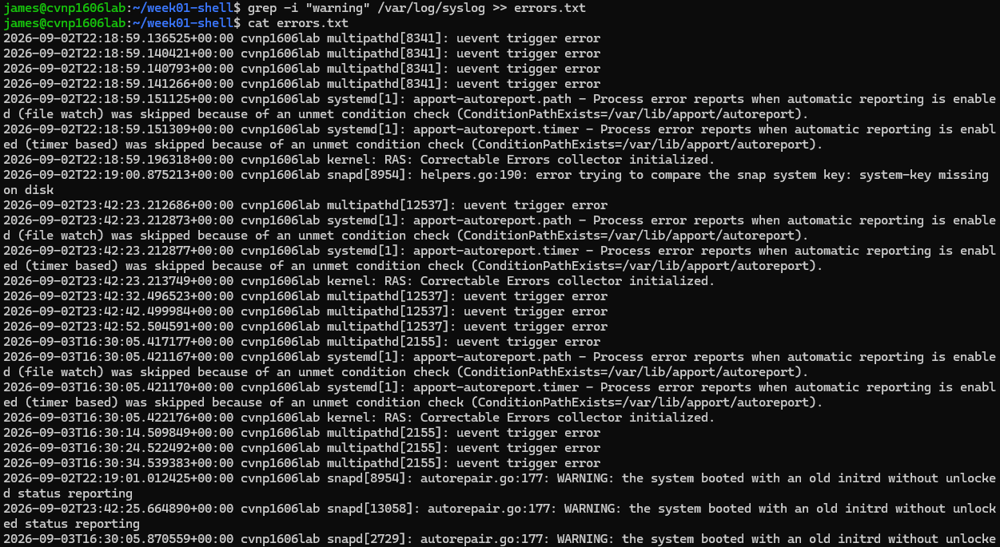 james@cvnp1606lab:~/week01-shell$ grep -i "warning" /var/log/syslog >> errors.txt
james@cvnp1606lab:~/week01-shell$ cat errors.txt
2026-09-02T22:18:59.136525+00:00 cvnp1606lab multipathd[8341]: uevent trigger error
2026-09-02T22:18:59.140421+00:00 cvnp1606lab multipathd[8341]: uevent trigger error
2026-09-02T22:18:59.140793+00:00 cvnp1606lab multipathd[8341]: uevent trigger error
2026-09-02T22:18:59.141266+00:00 cvnp1606lab multipathd[8341]: uevent trigger error
2026-09-02T22:18:59.151125+00:00 cvnp1606lab systemd[1]: apport-autoreport.path - Process error reports when automatic reporting is enable
d (file watch) was skipped because of an unmet condition check (ConditionPathExists=/var/lib/apport/autoreport).
2026-09-02T22:18:59.151309+00:00 cvnp1606lab systemd[1]: apport-autoreport.timer - Process error reports when automatic reporting is enabl
ed (timer based) was skipped because of an unmet condition check (ConditionPathExists=/var/lib/apport/autoreport).
2026-09-02T22:18:59.196318+00:00 cvnp1606lab kernel: RAS: Correctable Errors collector initialized.
2026-09-02T22:19:00.875213+00:00 cvnp1606lab snapd[8954]: helpers.go:190: error trying to compare the snap system key: system-key missing
on disk
2026-09-02T23:42:23.212686+00:00 cvnp1606lab multipathd[12537]: uevent trigger error
2026-09-02T23:42:23.212873+00:00 cvnp1606lab systemd[1]: apport-autoreport.path - Process error reports when automatic reporting is enable
d (file watch) was skipped because of an unmet condition check (ConditionPathExists=/var/lib/apport/autoreport).
2026-09-02T23:42:23.212877+00:00 cvnp1606lab systemd[1]: apport-autoreport.timer - Process error reports when automatic reporting is enabl
ed (timer based) was skipped because of an unmet condition check (ConditionPathExists=/var/lib/apport/autoreport).
2026-09-02T23:42:23.213749+00:00 cvnp1606lab kernel: RAS: Correctable Errors collector initialized.
2026-09-02T23:42:32.496523+00:00 cvnp1606lab multipathd[12537]: uevent trigger error
2026-09-02T23:42:42.499984+00:00 cvnp1606lab multipathd[12537]: uevent trigger error
2026-09-02T23:42:52.504591+00:00 cvnp1606lab multipathd[12537]: uevent trigger error
2026-09-03T16:30:05.417177+00:00 cvnp1606lab multipathd[2155]: uevent trigger error
2026-09-03T16:30:05.421167+00:00 cvnp1606lab systemd[1]: apport-autoreport.path - Process error reports when automatic reporting is enable
d (file watch) was skipped because of an unmet condition check (ConditionPathExists=/var/lib/apport/autoreport).
2026-09-03T16:30:05.421170+00:00 cvnp1606lab systemd[1]: apport-autoreport.timer - Process error reports when automatic reporting is enabl
ed (timer based) was skipped because of an unmet condition check (ConditionPathExists=/var/lib/apport/autoreport).
2026-09-03T16:30:05.422176+00:00 cvnp1606lab kernel: RAS: Correctable Errors collector initialized.
2026-09-03T16:30:14.509849+00:00 cvnp1606lab multipathd[2155]: uevent trigger error
2026-09-03T16:30:24.522492+00:00 cvnp1606lab multipathd[2155]: uevent trigger error
2026-09-03T16:30:34.539383+00:00 cvnp1606lab multipathd[2155]: uevent trigger error
2026-09-02T22:19:01.012425+00:00 cvnp1606lab snapd[8954]: autorepair.go:177: WARNING: the system booted with an old initrd without unlocke
d status reporting
2026-09-02T23:42:25.664890+00:00 cvnp1606lab snapd[13058]: autorepair.go:177: WARNING: the system booted with an old initrd without unlock
ed status reporting
2026-09-03T16:30:05.870559+00:00 cvnp1606lab snapd[2729]: autorepair.go:177: WARNING: the system booted with an old initrd without unlocke